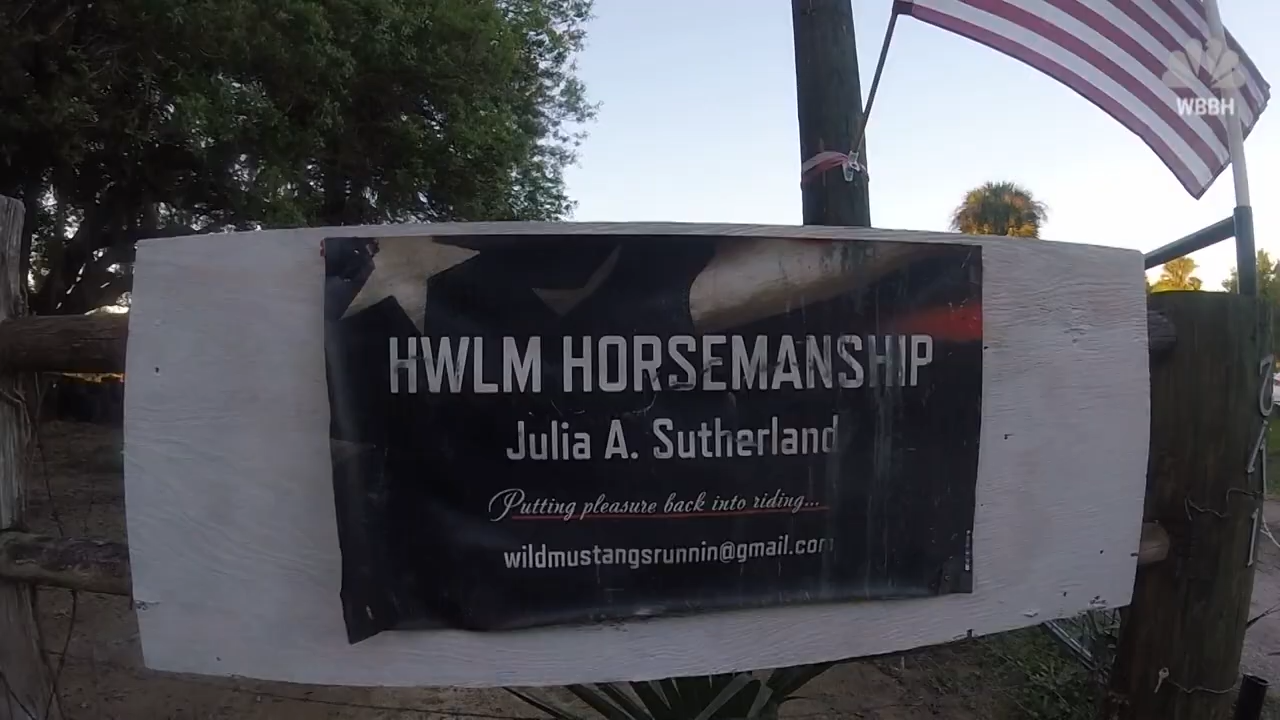 WBBH
HWLM HORSEMANSHIP
Julia A. Sutherland
Putting pleasure back into riding...
wildmustangsrunnin@gmail.com